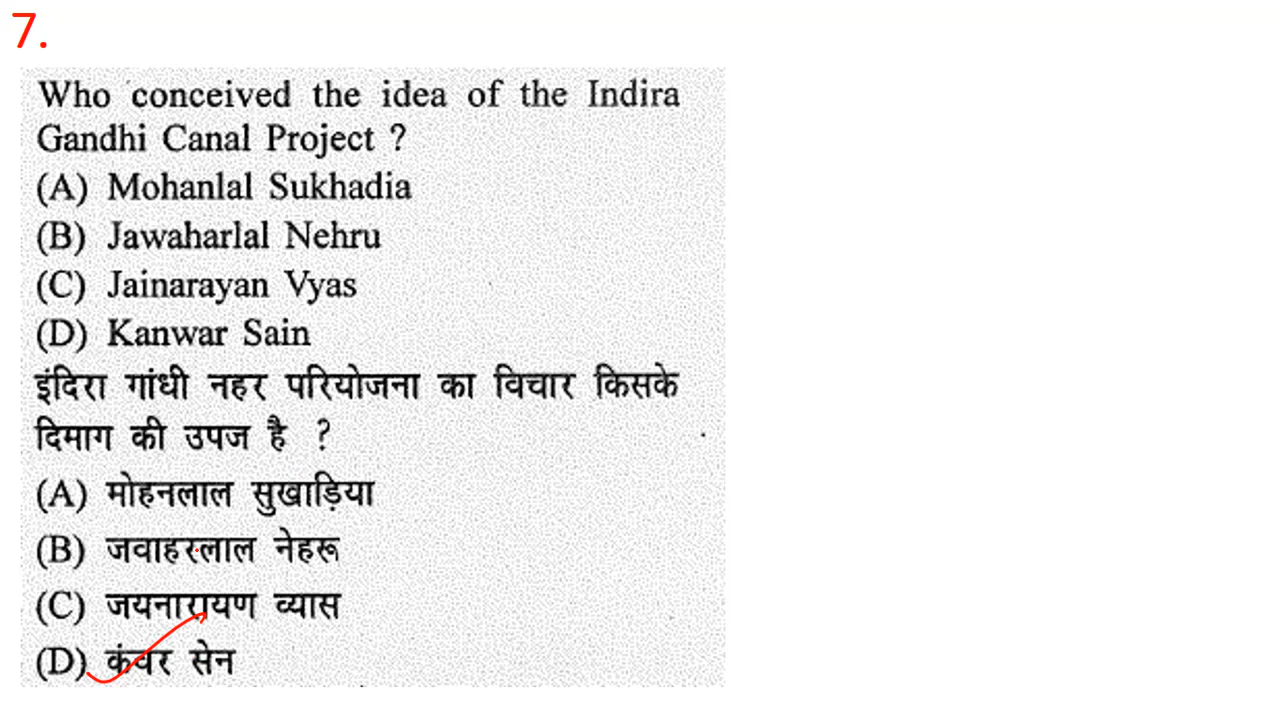 7.
Who conceived the idea of the Indira
Gandhi Canal Project ?
(A) Mohanlal Sukhadia
(B) Jawaharlal Nehru
(C) Jainarayan Vyas
(D) Kanwar Sain
इंदिरा गांधी नहर परियोजना का विचार किसके
दिमाग की उपज है ?
(A) मोहनलाल सुखाड़िया
(B) जवाहरलाल नेहरू
(C) जयनारायण व्यास
(D) कंवर सेन